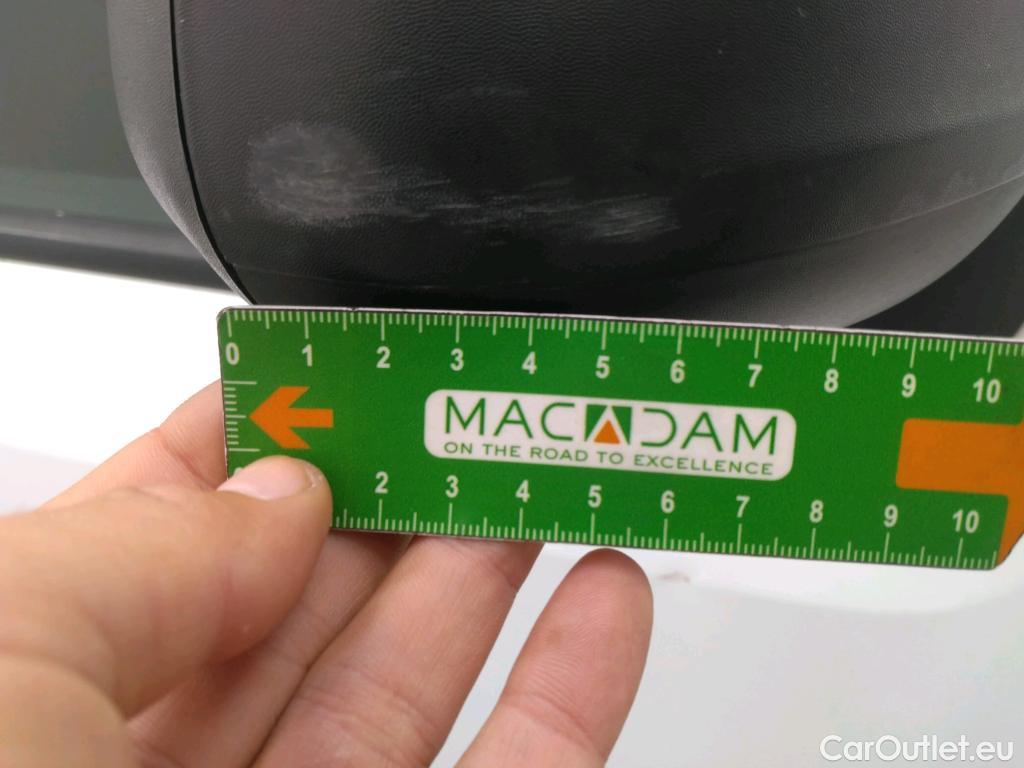 0 1 2 3 4 5 6 7 8 9 10
MACADAM
ON THE ROAD TO EXCELLENCE
2 3 4 5 6 7 8 9 10
CarOutlet.eu